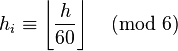 h_i ≡ ⌊h/60⌋ (mod 6)